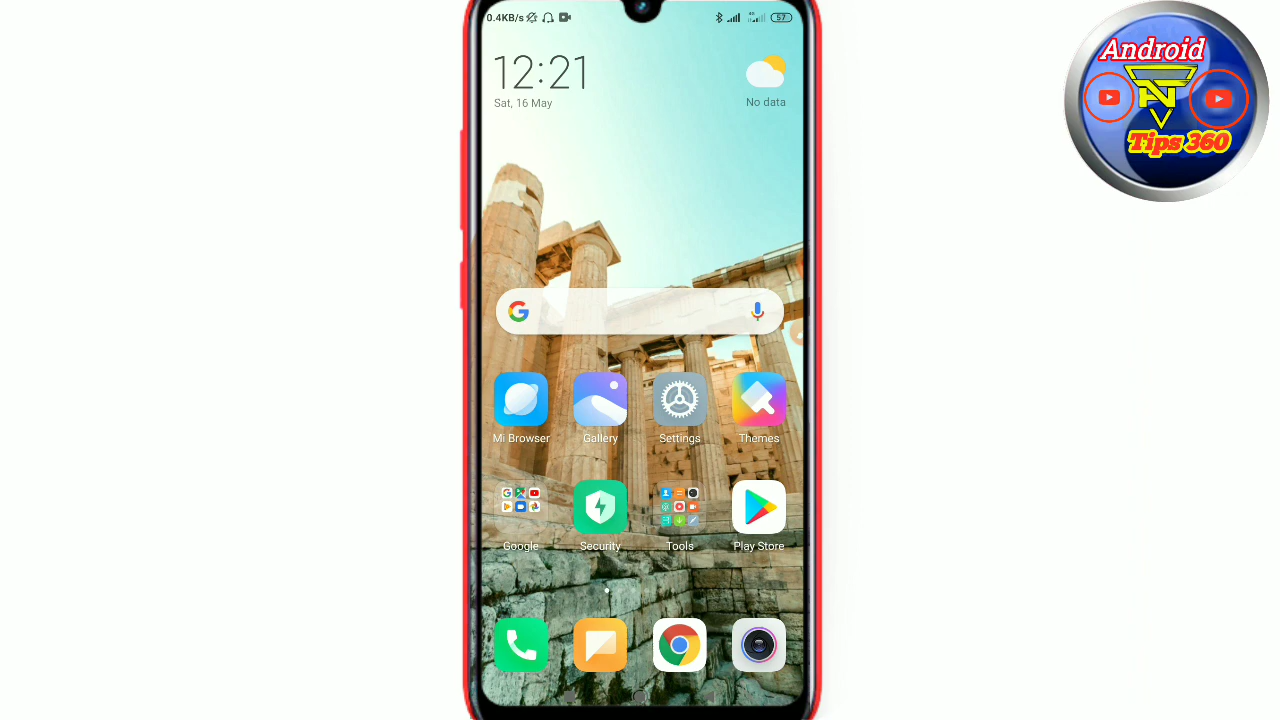 0.4KB/s
57
12:21
Sat, 16 May
No data
Mi Browser
Gallery
Settings
Themes
Google
Security
Tools
Play Store
Android
Tips 360